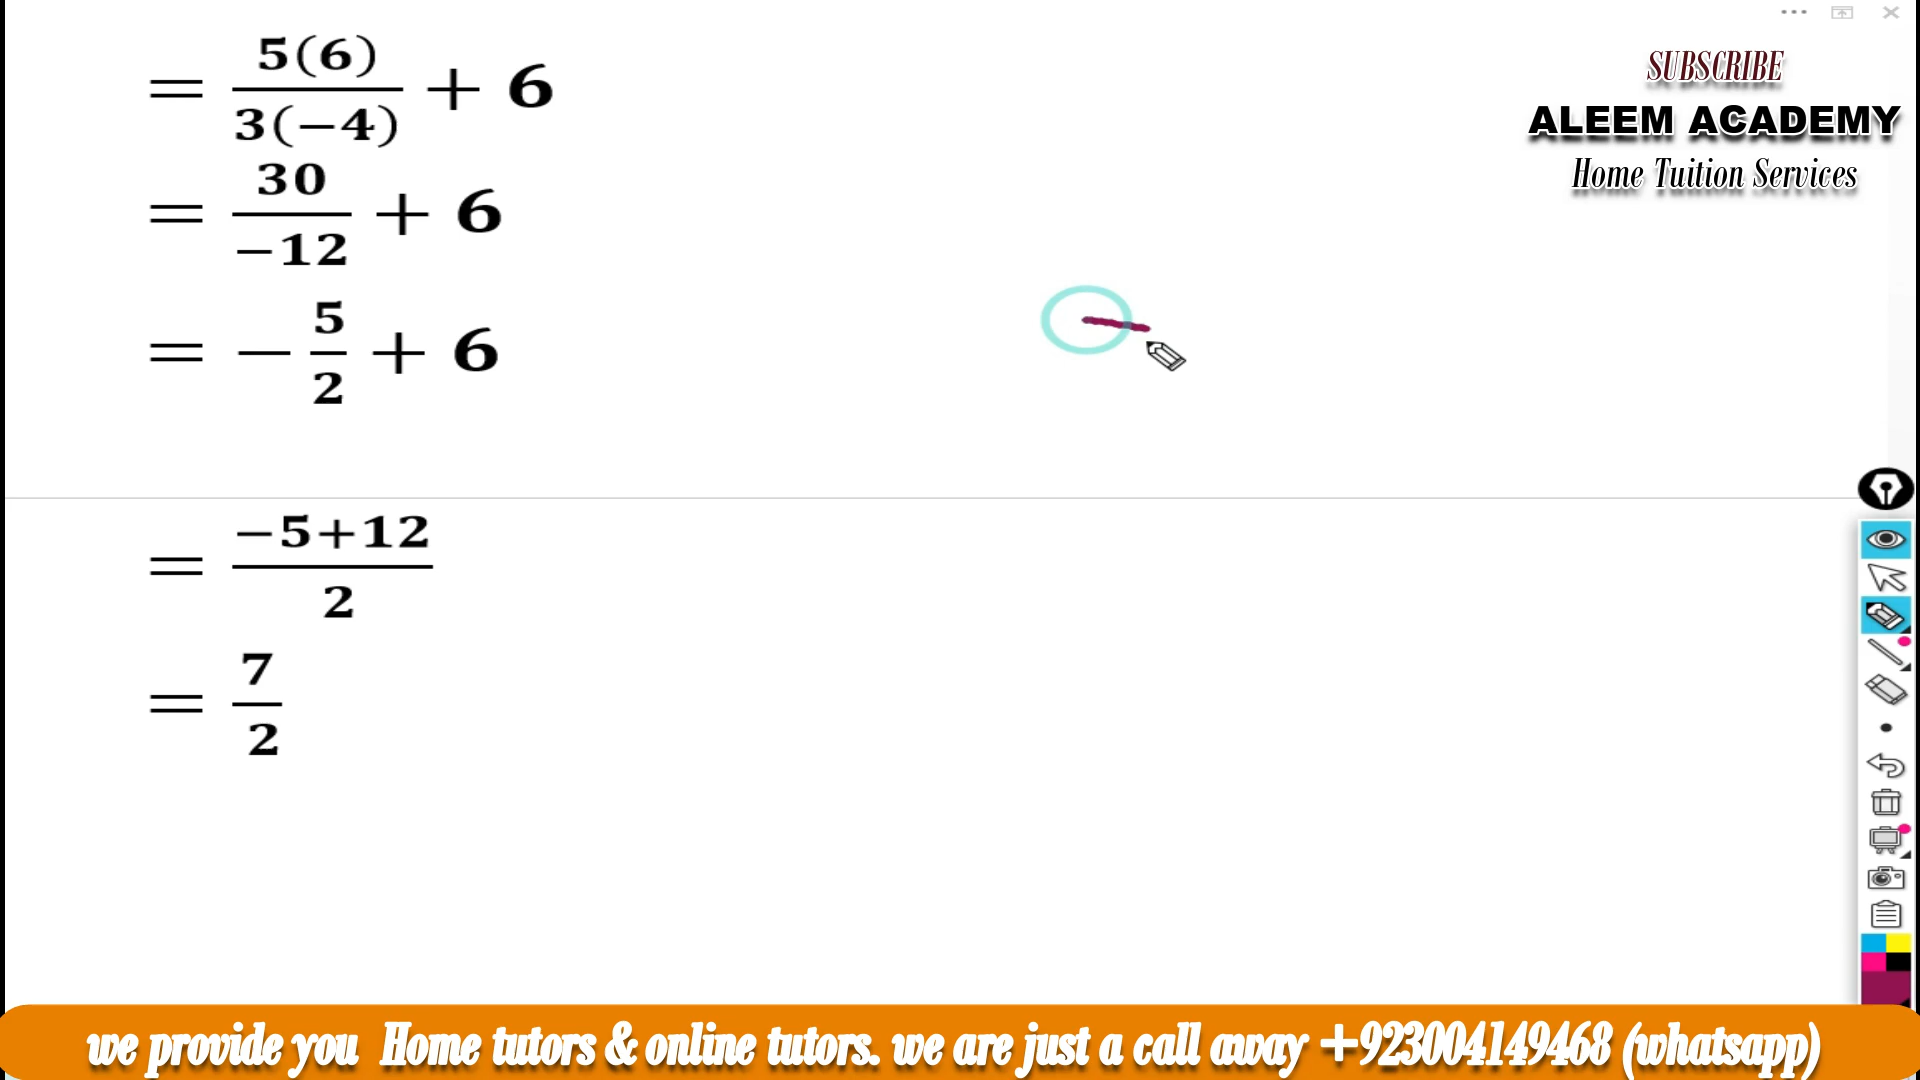 = 5(6)/3(−4) + 6
= 30/−12 + 6
= − 5/2 + 6
= −5+12/2
= 7/2
SUBSCRIBE
ALEEM ACADEMY
Home Tuition Services
we provide you Home tutors & online tutors. we are just a call away +923004149468 (whatsapp)